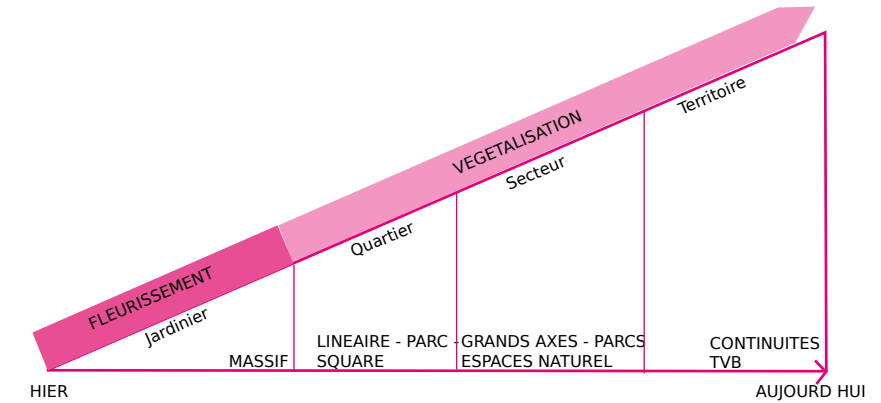 VEGETALISATION
FLEURISSEMENT
Territoire
Secteur
Quartier
Jardinier
MASSIF
LINEAIRE - PARC -
SQUARE
GRANDS AXES - PARCS
ESPACES NATUREL
CONTINUITES
TVB
HIER
AUJOURD HUI